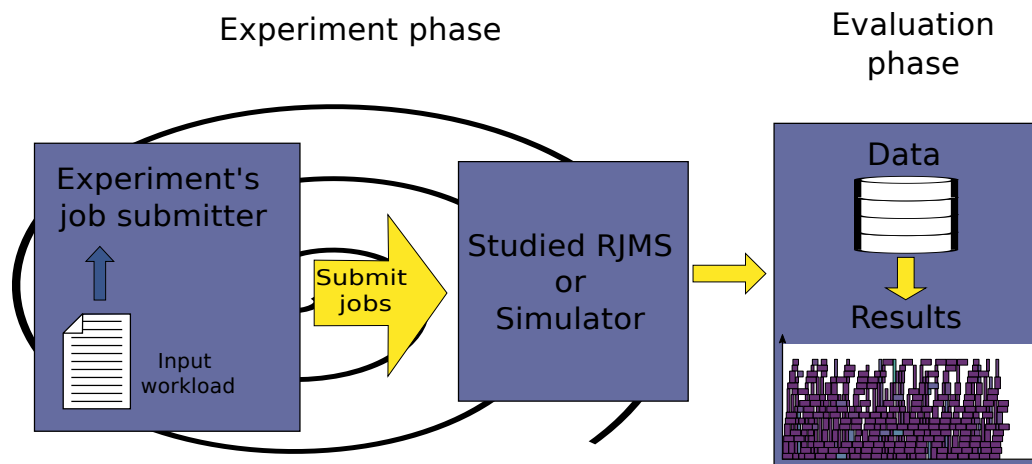 Experiment phase
Evaluation
phase
Experiment's
job submitter
Input
workload
Submit
jobs
Studied RJMS
or
Simulator
Data
Results